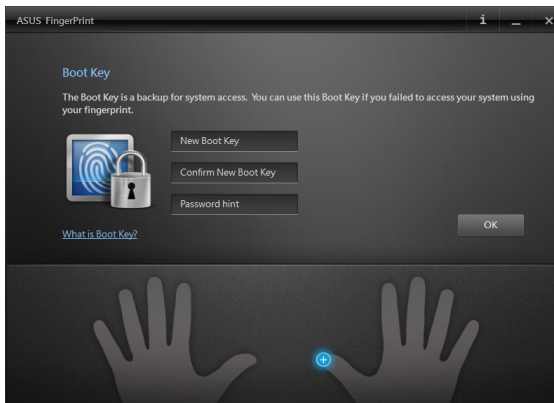 ASUS FingerPrint
Boot Key
The Boot Key is a backup for system access. You can use this Boot Key if you failed to access your system using
your fingerprint.
New Boot Key
Confirm New Boot Key
Password hint
OK
What is Boot Key?